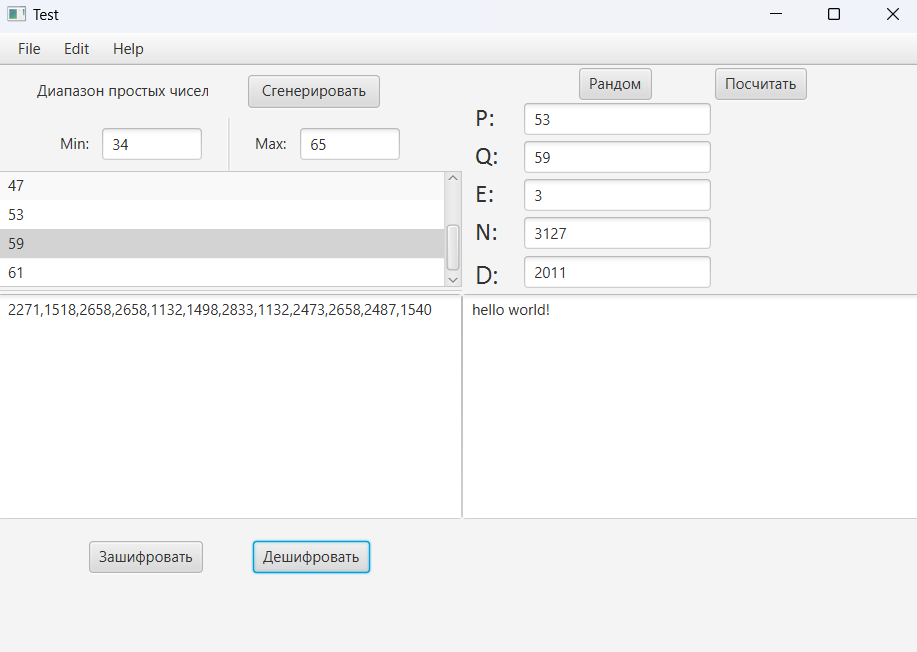 Test
File Edit Help
Диапазон простых чисел Сгенерировать
Min: 34 Max: 65
47
53
59
61
Рандом Посчитать
P: 53
Q: 59
E: 3
N: 3127
D: 2011
2271,1518,2658,2658,1132,1498,2833,1132,2473,2658,2487,1540
hello world!
Зашифровать Дешифровать